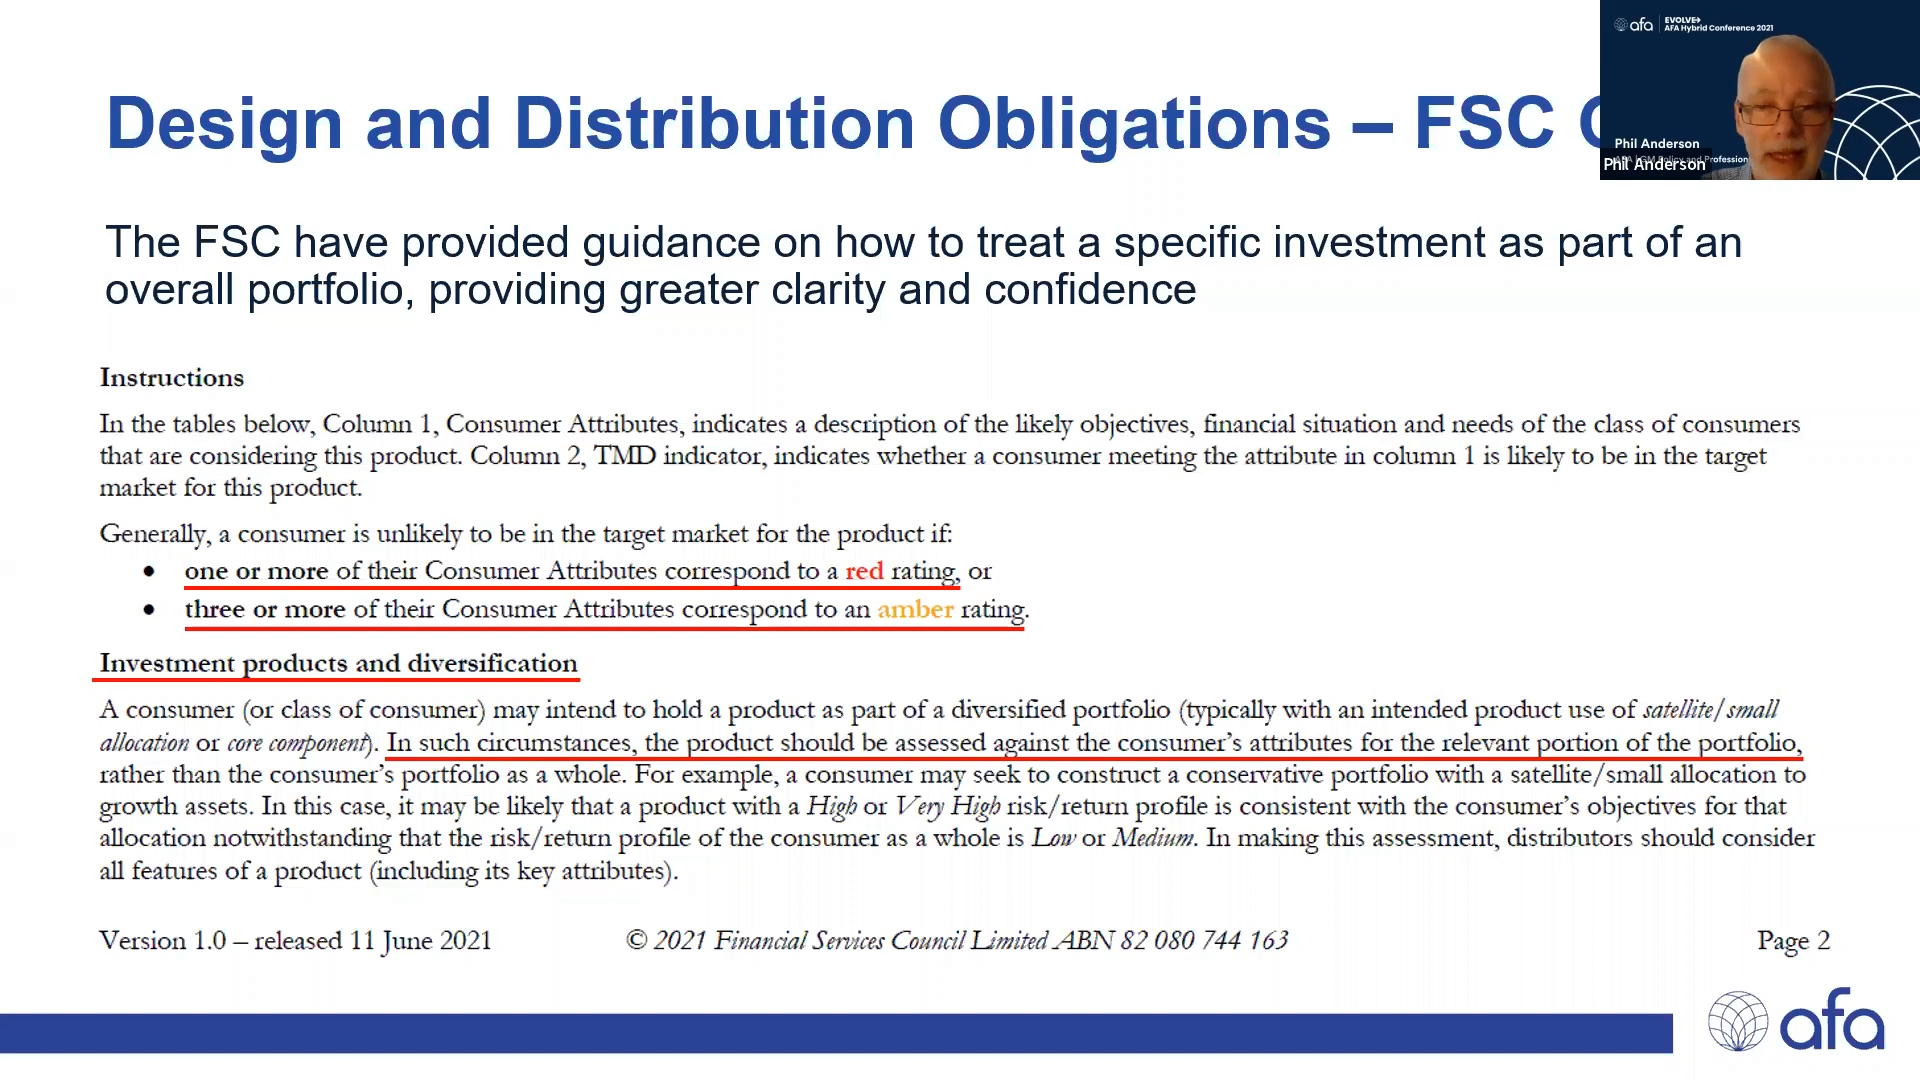 Design and Distribution Obligations – FSC
afa EVOLVE
AFA Hybrid Conference 2021
Phil Anderson
Phil Anderson
The FSC have provided guidance on how to treat a specific investment as part of an
overall portfolio, providing greater clarity and confidence
Instructions
In the tables below, Column 1, Consumer Attributes, indicates a description of the likely objectives, financial situation and needs of the class of consumers
that are considering this product. Column 2, TMD indicator, indicates whether a consumer meeting the attribute in column 1 is likely to be in the target
market for this product.
Generally, a consumer is unlikely to be in the target market for the product if:
• one or more of their Consumer Attributes correspond to a red rating, or
• three or more of their Consumer Attributes correspond to an amber rating.
Investment products and diversification
A consumer (or class of consumer) may intend to hold a product as part of a diversified portfolio (typically with an intended product use of satellite/small
allocation or core component). In such circumstances, the product should be assessed against the consumer's attributes for the relevant portion of the portfolio,
rather than the consumer's portfolio as a whole. For example, a consumer may seek to construct a conservative portfolio with a satellite/small allocation to
growth assets. In this case, it may be likely that a product with a High or Very High risk/return profile is consistent with the consumer's objectives for that
allocation notwithstanding that the risk/return profile of the consumer as a whole is Low or Medium. In making this assessment, distributors should consider
all features of a product (including its key attributes).
Version 1.0 – released 11 June 2021 © 2021 Financial Services Council Limited ABN 82 080 744 163 Page 2
afa